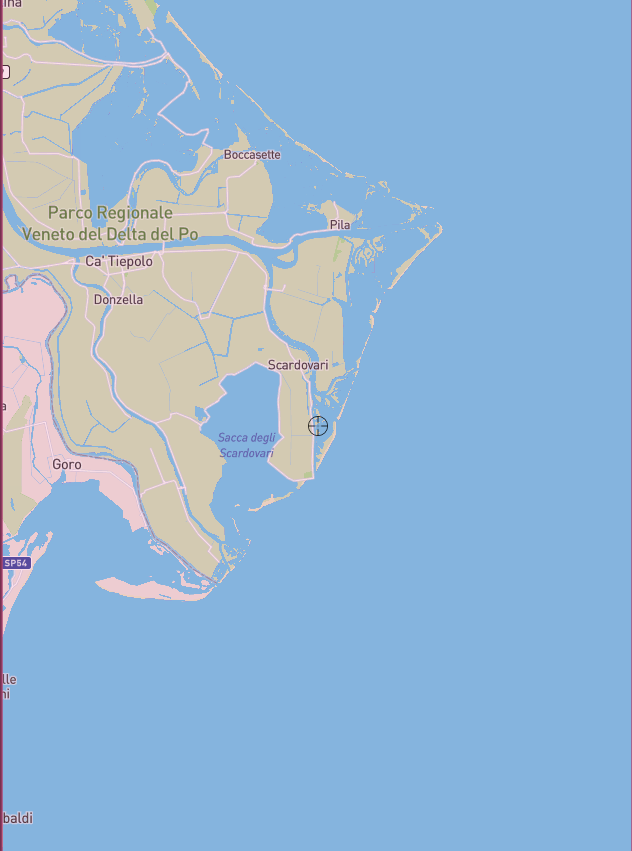 ina
Boccasette
Parco Regionale
Veneto del Delta del Po
Pila
Ca' Tiepolo
Donzella
Scardovari
a
Sacca degli
Scardovari
Goro
SP54
lle
ni
baldi